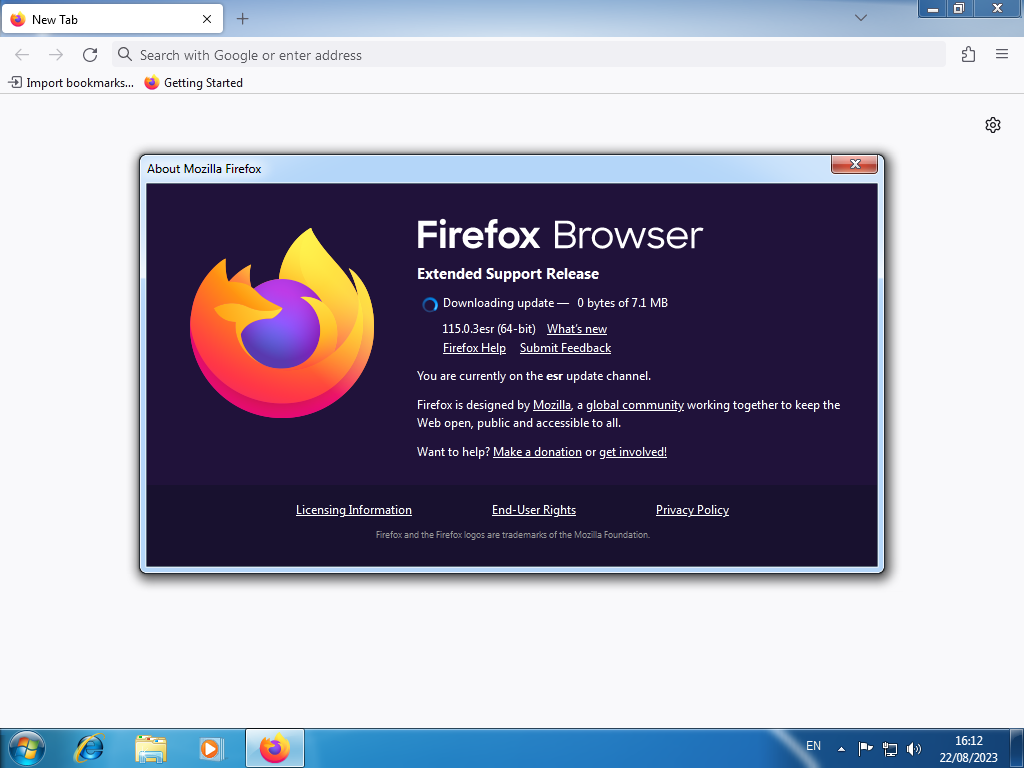 New Tab
Search with Google or enter address
Import bookmarks... Getting Started
About Mozilla Firefox
Firefox Browser
Extended Support Release
Downloading update — 0 bytes of 7.1 MB
115.0.3esr (64-bit) What's new
Firefox Help Submit Feedback
You are currently on the esr update channel.
Firefox is designed by Mozilla, a global community working together to keep the
Web open, public and accessible to all.
Want to help? Make a donation or get involved!
Licensing Information End-User Rights Privacy Policy
Firefox and the Firefox logos are trademarks of the Mozilla Foundation.
EN
16:12
22/08/2023